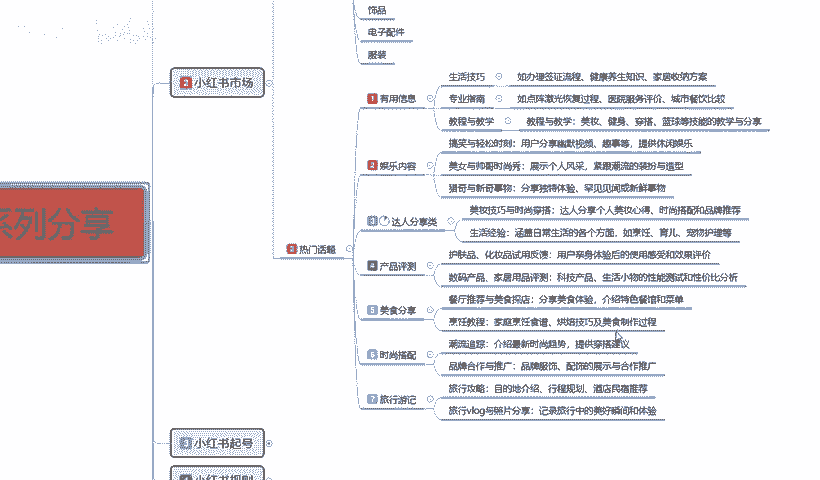 饰品
电子配件
服装
2 小红书市场
系列分享
生活技巧
如办理签证流程、健康养生知识、家居收纳方案
1 有用信息
专业指南
如点阵激光恢复过程、医院服务评价、城市餐饮比较
教程与教学
教程与教学：美妆、健身、穿搭、篮球等技能的教学与分享
搞笑与轻松时刻：用户分享幽默视频、趣事等，提供休闲娱乐
2 娱乐内容
美女与帅哥时尚秀：展示个人风采，紧跟潮流的装扮与造型
猎奇与新奇事物：分享独特体验、罕见见闻或新鲜事物
美妆技巧与时尚穿搭：达人分享个人美妆心得、时尚搭配和品牌推荐
3 达人分享类
生活经验：涵盖日常生活的各个方面，如烹饪、育儿、宠物护理等
热门话题
护肤品、化妆品试用反馈：用户亲身体验后的使用感受和效果评价
4 产品评测
数码产品、家居用品评测：科技产品、生活小物的性能测试和性价比分析
餐厅推荐与美食探店：分享美食体验，介绍特色餐馆和菜单
5 美食分享
烹饪教程：家庭烹饪食谱、烘焙技巧及美食制作过程
潮流追踪：介绍最新时尚趋势，提供穿搭建议
6 时尚搭配
品牌合作与推广：品牌服饰、配饰的展示与合作推广
旅行攻略：目的地介绍、行程规划、酒店民宿推荐
7 旅行游记
旅行vlog与照片分享：记录旅行中的美好瞬间和体验
3 小红书起号
4 小红书规则